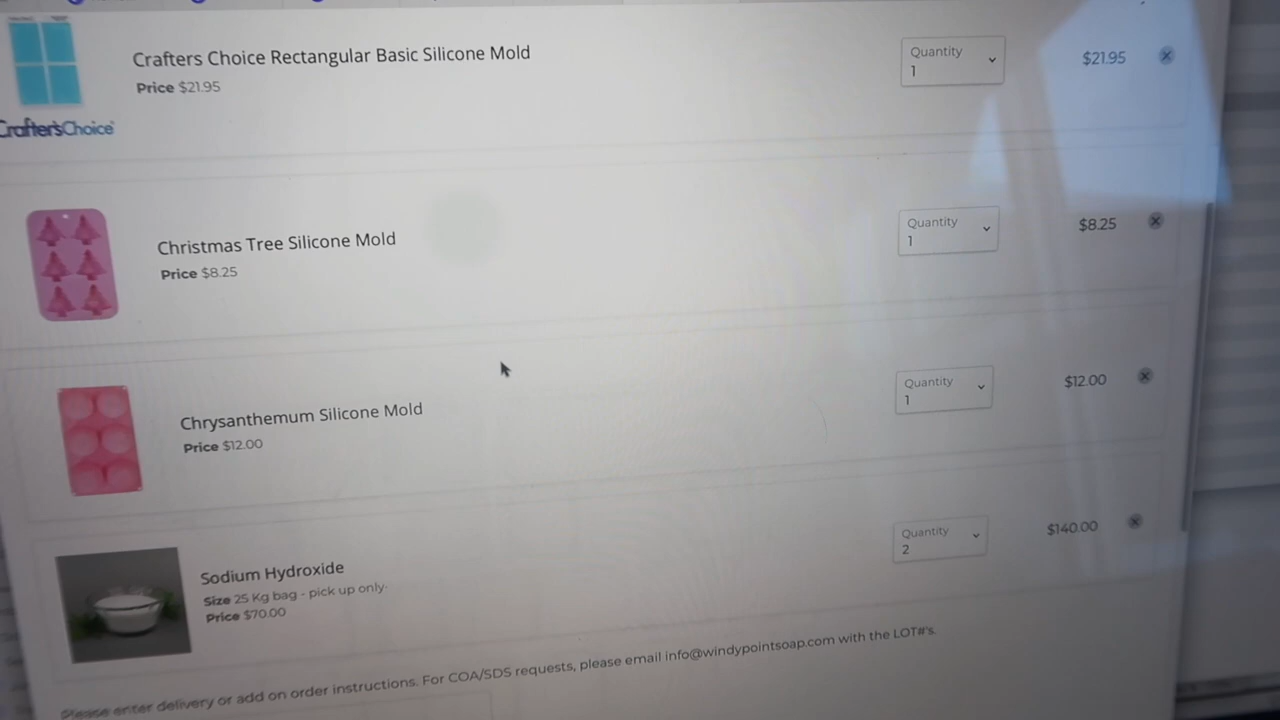 Crafters Choice Rectangular Basic Silicone Mold
Price $21.95
Quantity
1
$21.95
Crafter'sChoice
Christmas Tree Silicone Mold
Price $8.25
Quantity
1
$8.25
Chrysanthemum Silicone Mold
Price $12.00
Quantity
1
$12.00
Sodium Hydroxide
Size 25 Kg bag - pick up only.
Price $70.00
Quantity
2
$140.00
Please enter delivery or add on order instructions. For COA/SDS requests, please email info@windypointsoap.com with the LOT#'s.